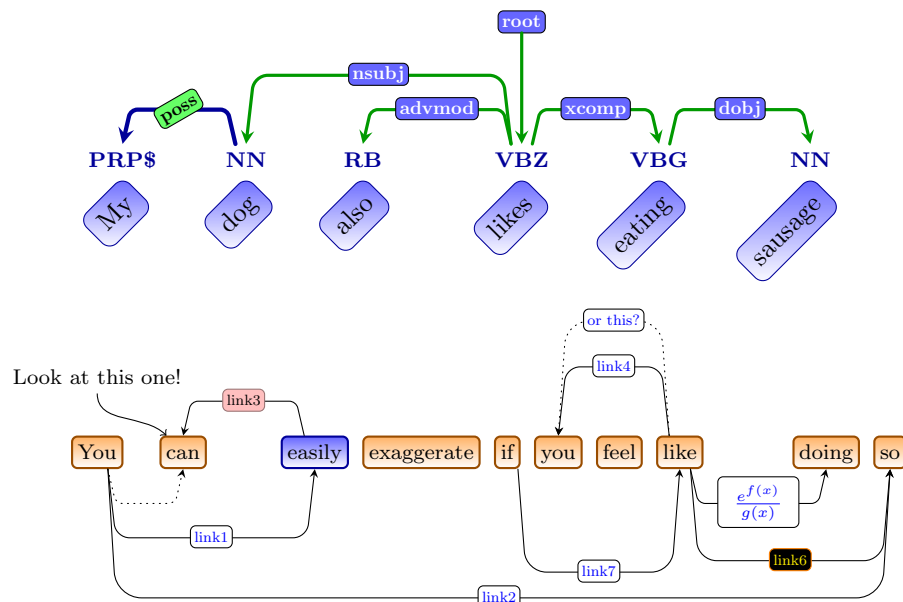 root
nsubj
poss advmod xcomp dobj
PRP$ NN RB VBZ VBG NN
My dog also likes eating sausage
or this?
link4
Look at this one!
link3
You can easily exaggerate if you feel like doing so
e^{f(x)}
g(x)
link1
link6
link7
link2